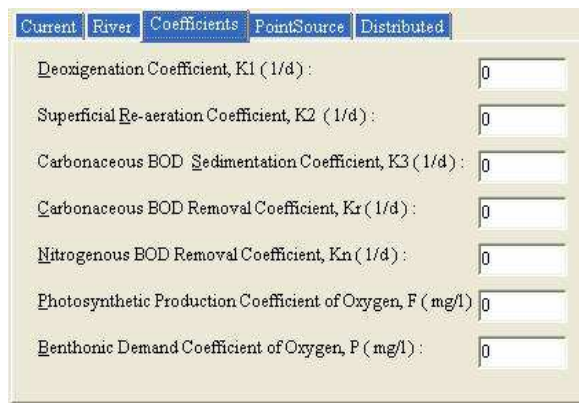 Current River Coefficients PointSource Distributed
Deoxigenation Coefficient, K1 ( 1/d ) : 0
Superficial Re-aeration Coefficient, K2 ( 1/d ) : 0
Carbonaceous BOD Sedimentation Coefficient, K3 ( 1/d ) : 0
Carbonaceous BOD Removal Coefficient, Kr ( 1/d ) : 0
Nitrogenous BOD Removal Coefficient, Kn ( 1/d ) : 0
Photosynthetic Production Coefficient of Oxygen, F ( mg/l ) 0
Benthonic Demand Coefficient of Oxygen, P ( mg/l ) : 0